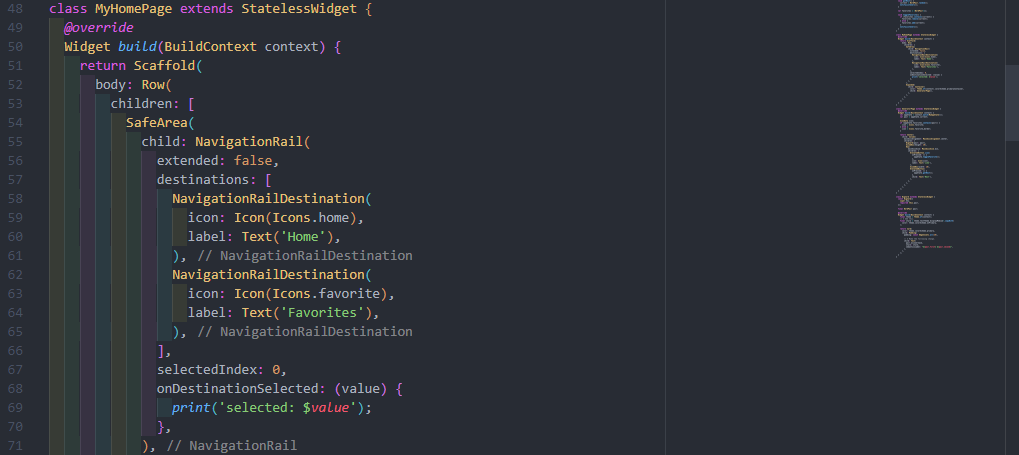 48 class MyHomePage extends StatelessWidget {
49   @override
50   Widget build(BuildContext context) {
51     return Scaffold(
52       body: Row(
53         children: [
54           SafeArea(
55             child: NavigationRail(
56               extended: false,
57               destinations: [
58                 NavigationRailDestination(
59                   icon: Icon(Icons.home),
60                   label: Text('Home'),
61                 ), // NavigationRailDestination
62                 NavigationRailDestination(
63                   icon: Icon(Icons.favorite),
64                   label: Text('Favorites'),
65                 ), // NavigationRailDestination
66               ],
67               selectedIndex: 0,
68               onDestinationSelected: (value) {
69                 print('selected: $value');
70               },
71             ), // NavigationRail